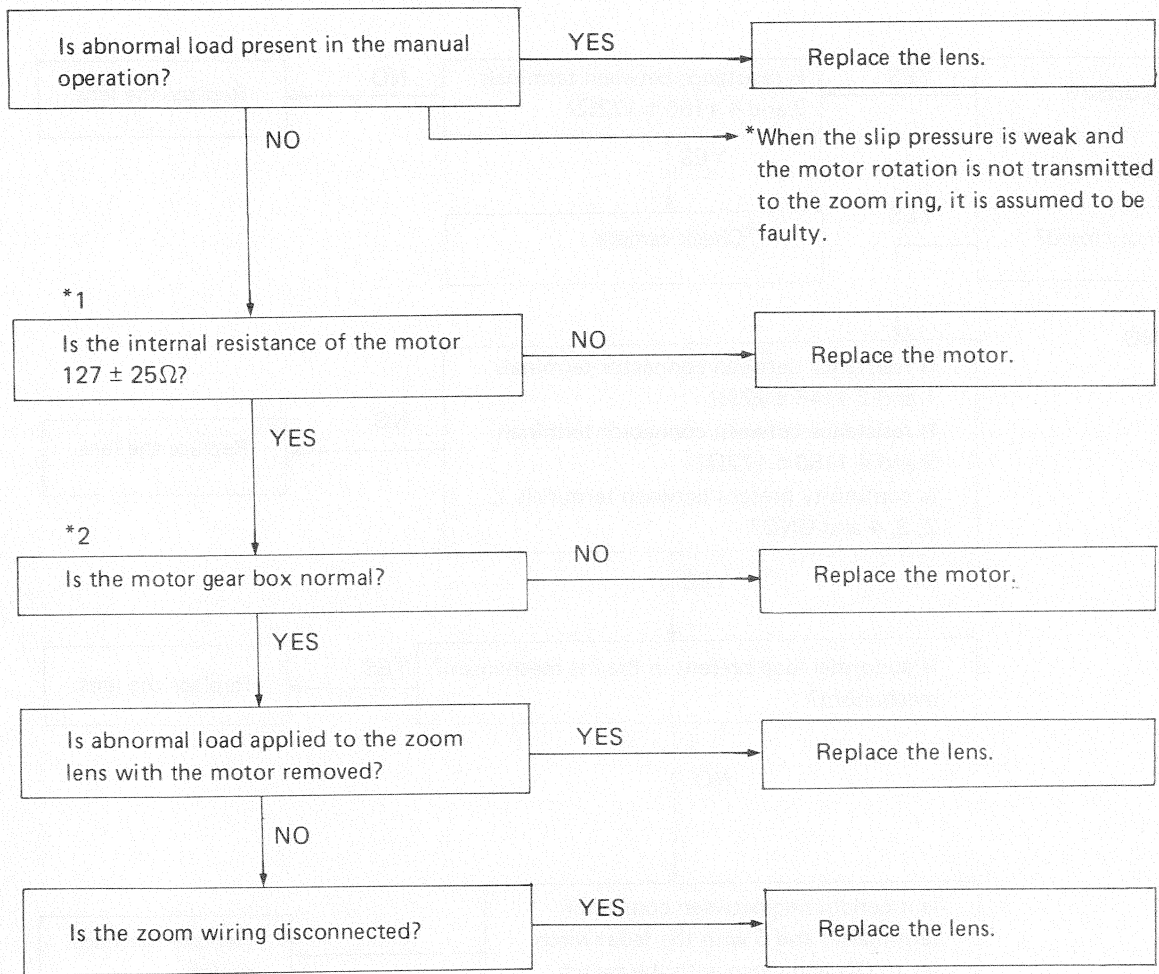 Is abnormal load present in the manual
operation?
YES
Replace the lens.
NO
*When the slip pressure is weak and
the motor rotation is not transmitted
to the zoom ring, it is assumed to be
faulty.
*1
Is the internal resistance of the motor
127 ± 25Ω?
NO
Replace the motor.
YES
*2
Is the motor gear box normal?
NO
Replace the motor.
YES
Is abnormal load applied to the zoom
lens with the motor removed?
YES
Replace the lens.
NO
Is the zoom wiring disconnected?
YES
Replace the lens.